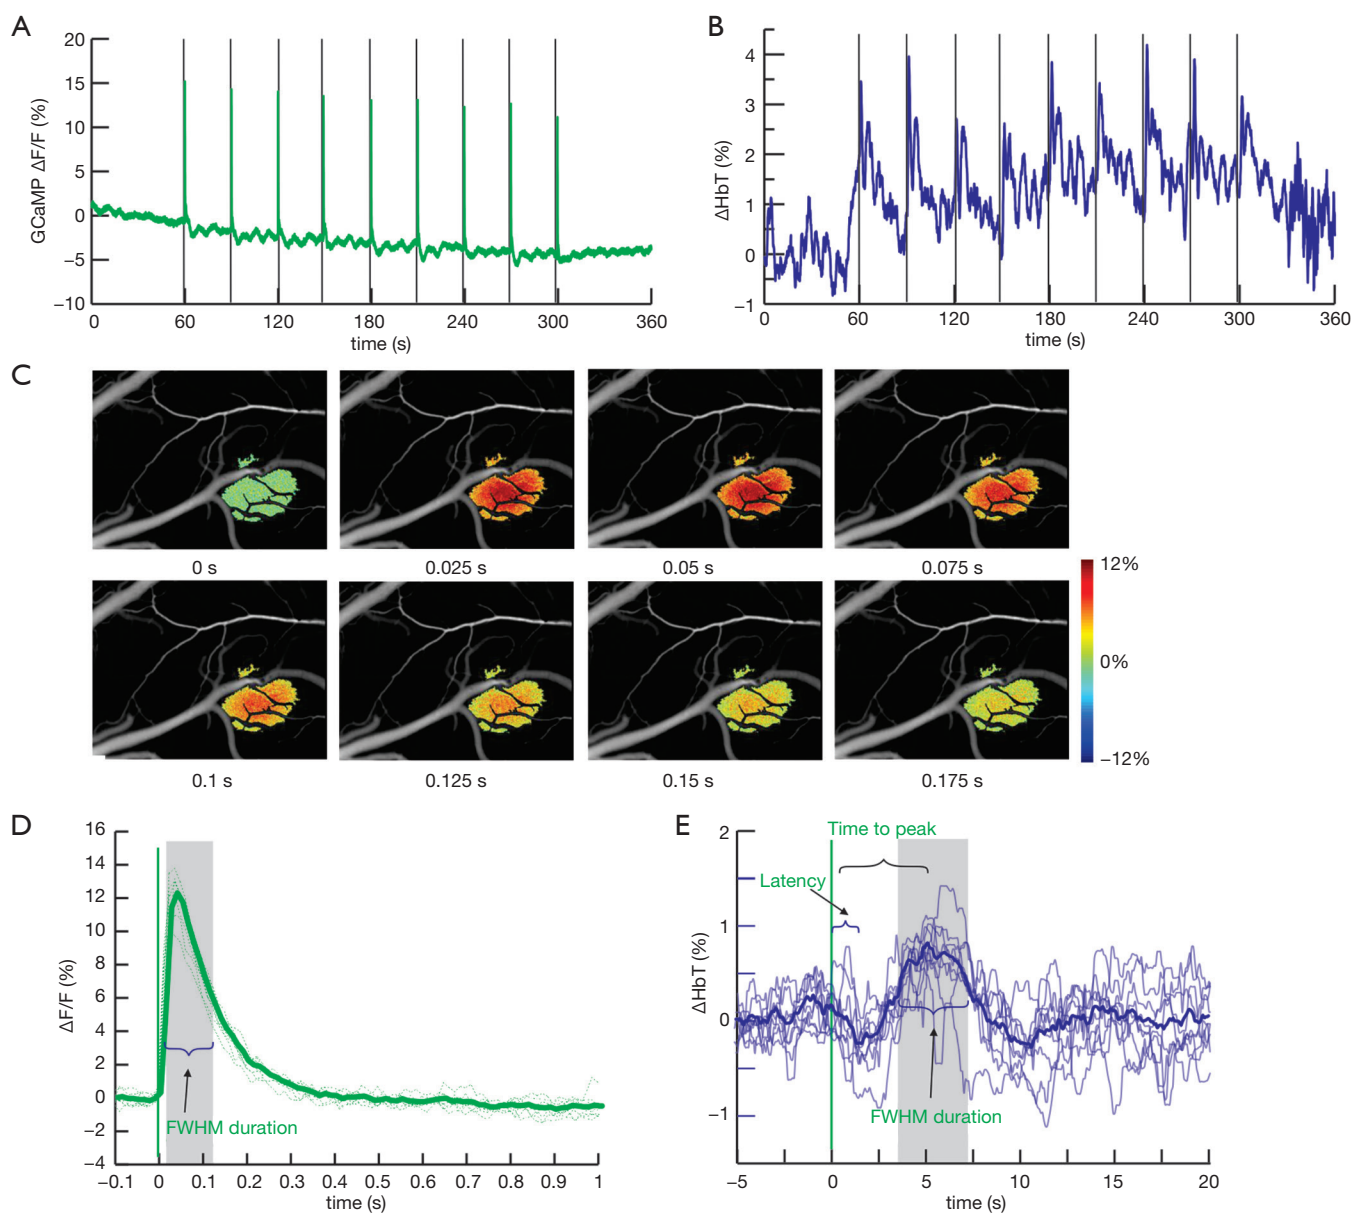 A
GCaMP ΔF/F (%)
20
15
10
5
0
−5
−10
0 60 120 180 240 300 360
time (s)
B
ΔHbT (%)
4
3
2
1
0
−1
0 60 120 180 240 300 360
time (s)
C
0 s 0.025 s 0.05 s 0.075 s
0.1 s 0.125 s 0.15 s 0.175 s
12%
0%
−12%
D
ΔF/F (%)
16
14
12
10
8
6
4
2
0
−2
−4
FWHM duration
−0.1 0 0.1 0.2 0.3 0.4 0.5 0.6 0.7 0.8 0.9 1
time (s)
E
ΔHbT (%)
2
1
0
−1
Time to peak
Latency
FWHM duration
−5 0 5 10 15 20
time (s)